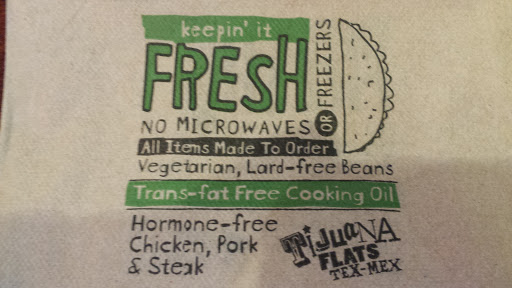 keepin' it
FRESH
NO MICROWAVES OR FREEZERS
All Items Made To Order
Vegetarian, Lard-free Beans
Trans-fat Free Cooking Oil
Hormone-free
Chicken, Pork
& Steak
TIJUANA
FLATS
TEX-MEX